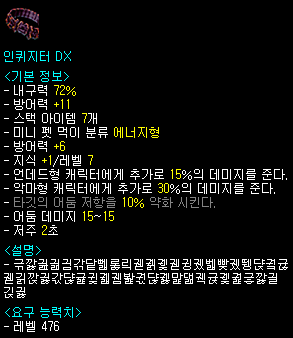 인퀴지터 DX
<기본 정보>
- 내구력 72%
- 방어력 +11
- 스택 아이템 7개
- 미니 펫 먹이 분류 에너지형
- 방어력 +6
- 지식 +1/레벨 7
- 언데드형 캐릭터에게 추가로 15%의 데미지를 준다.
- 악마형 캐릭터에게 추가로 30%의 데미지를 준다.
- 타깃의 어둠 저항을 10% 약화 시킨다.
- 어둠 데미지 15~15
- 저주 2초
<설명>
<요구 능력치>
- 레벨 476